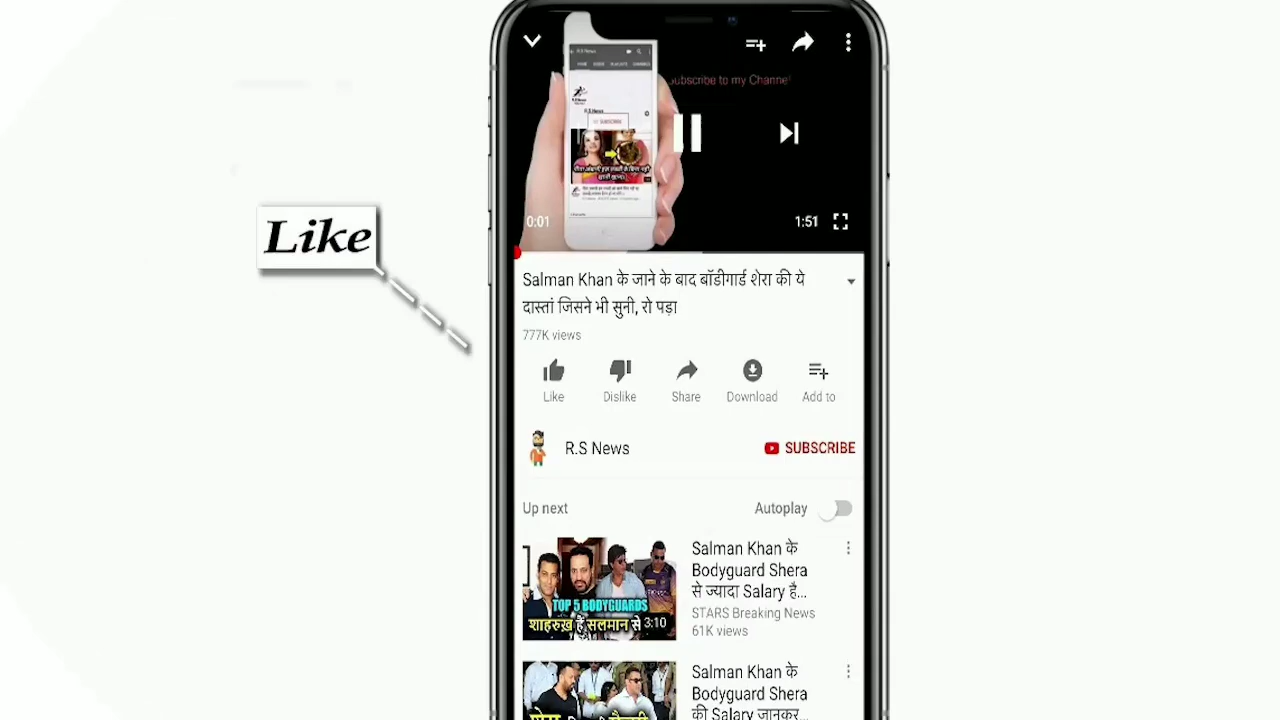 Subscribe to my Channel
R.S News
SUBSCRIBE
0:01
1:51
Like
Salman Khan के जाने के बाद बॉडीगार्ड शेरा की ये
दास्तां जिसने भी सुनी, रो पड़ा
777K views
Like Dislike Share Download Add to
R.S News
SUBSCRIBE
Up next
Autoplay
TOP 5 BODYGUARDS
शाहरुख़ हैं सलमान से
3:10
Salman Khan के
Bodyguard Shera
से ज्यादा Salary है...
STARS Breaking News
61K views
Salman Khan के
Bodyguard Shera
की Salary जानकर...